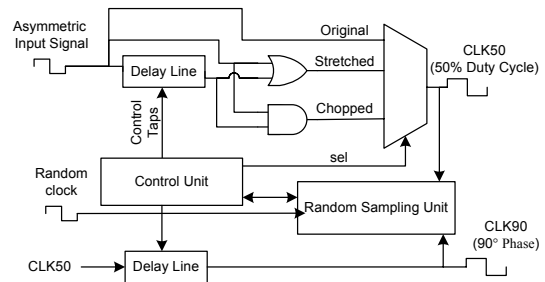 Asymmetric
Input Signal
Original
CLK50
(50% Duty Cycle)
Delay Line
Stretched
Chopped
Control
Taps
sel
Control Unit
Random
clock
Random Sampling Unit
CLK90
(90° Phase)
CLK50
Delay Line